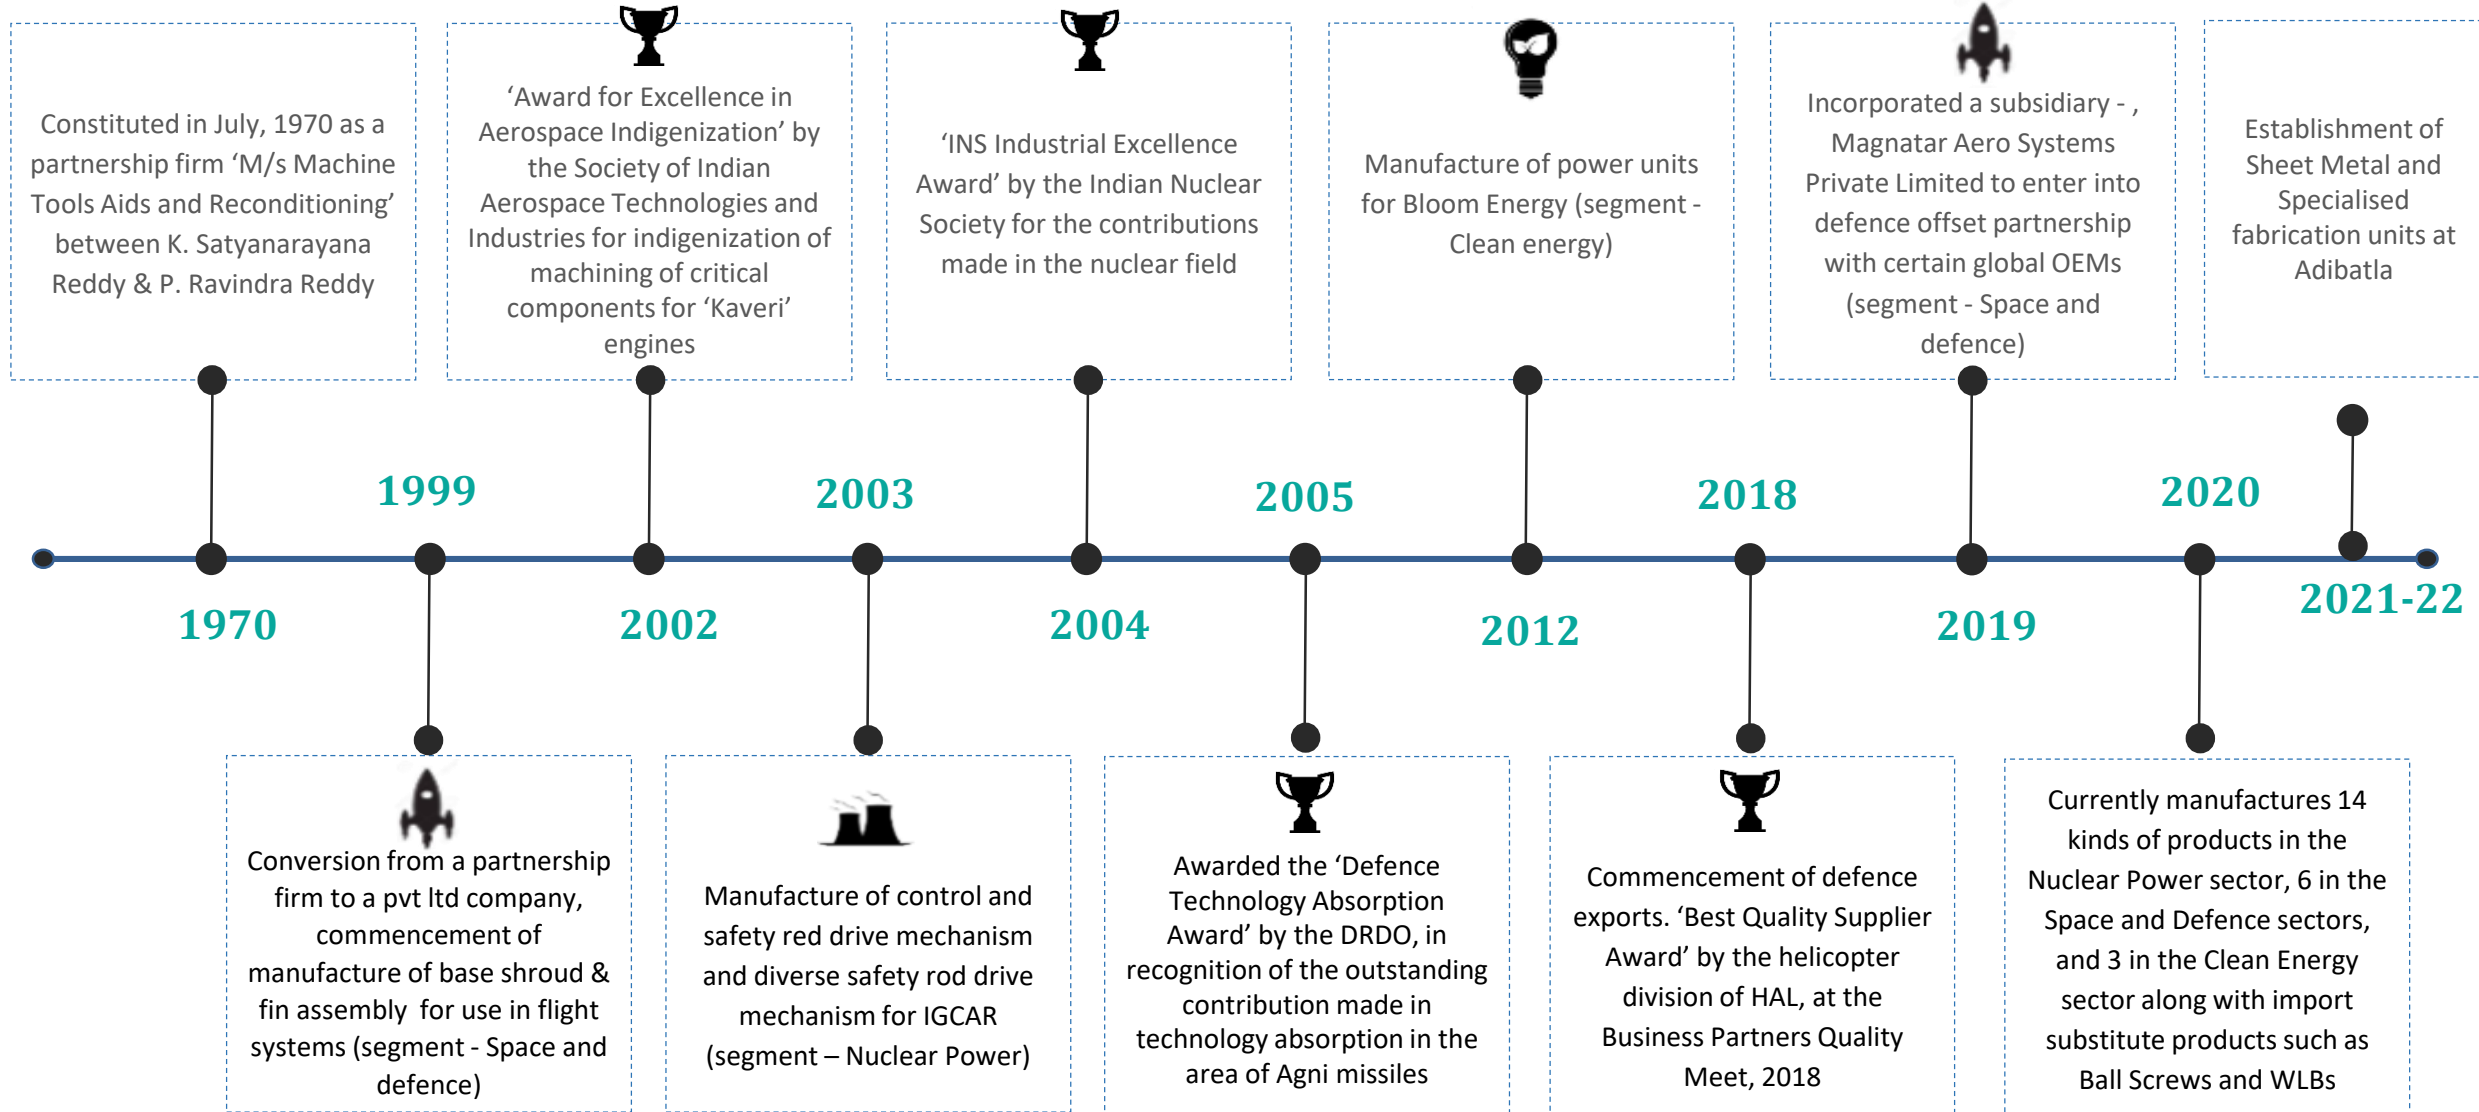 Constituted in July, 1970 as a
partnership firm ‘M/s Machine
Tools Aids and Reconditioning’
between K. Satyanarayana
Reddy & P. Ravindra Reddy
‘Award for Excellence in
Aerospace Indigenization’ by
the Society of Indian
Aerospace Technologies and
Industries for indigenization of
machining of critical
components for ‘Kaveri’
engines
‘INS Industrial Excellence
Award’ by the Indian Nuclear
Society for the contributions
made in the nuclear field
Manufacture of power units
for Bloom Energy (segment -
Clean energy)
Incorporated a subsidiary - ,
Magnatar Aero Systems
Private Limited to enter into
defence offset partnership
with certain global OEMs
(segment - Space and
defence)
Establishment of
Sheet Metal and
Specialised
fabrication units at
Adibatla
1999
2003
2005
2018
2020
1970
2002
2004
2012
2019
2021-22
Conversion from a partnership
firm to a pvt ltd company,
commencement of
manufacture of base shroud &
fin assembly for use in flight
systems (segment - Space and
defence)
Manufacture of control and
safety red drive mechanism
and diverse safety rod drive
mechanism for IGCAR
(segment – Nuclear Power)
Awarded the ‘Defence
Technology Absorption
Award’ by the DRDO, in
recognition of the outstanding
contribution made in
technology absorption in the
area of Agni missiles
Commencement of defence
exports. ‘Best Quality Supplier
Award’ by the helicopter
division of HAL, at the
Business Partners Quality
Meet, 2018
Currently manufactures 14
kinds of products in the
Nuclear Power sector, 6 in the
Space and Defence sectors,
and 3 in the Clean Energy
sector along with import
substitute products such as
Ball Screws and WLBs